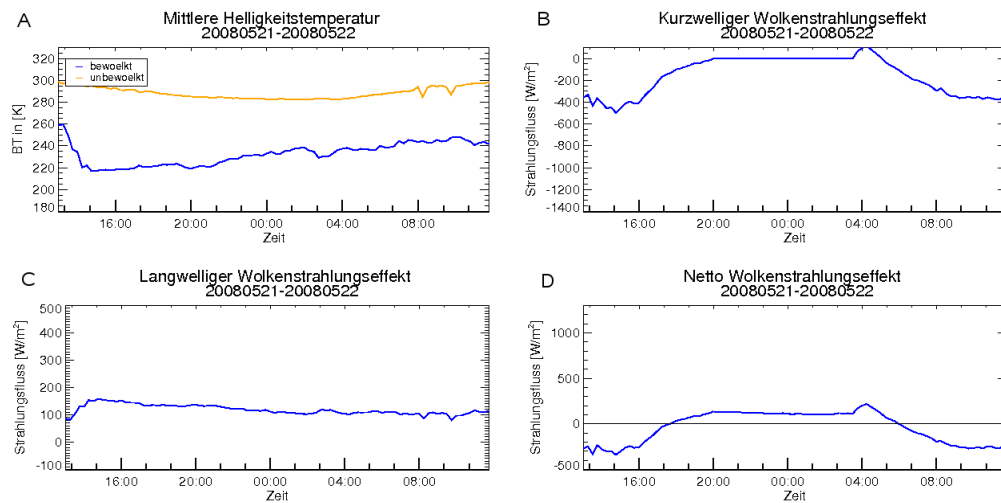 A
Mittlere Helligkeitstemperatur
20080521-20080522
bewoelkt
unbewoelkt
BT in [K]
320
300
280
260
240
220
200
180
16:00 20:00 00:00 04:00 08:00
Zeit
B
Kurzwelliger Wolkenstrahlungseffekt
20080521-20080522
Strahlungsfluss [W/m²]
0
-200
-400
-600
-800
-1000
-1200
-1400
16:00 20:00 00:00 04:00 08:00
Zeit
C
Langwelliger Wolkenstrahlungseffekt
20080521-20080522
Strahlungsfluss [W/m²]
500
400
300
200
100
0
-100
16:00 20:00 00:00 04:00 08:00
Zeit
D
Netto Wolkenstrahlungseffekt
20080521-20080522
Strahlungsfluss [W/m²]
1000
500
0
-500
16:00 20:00 00:00 04:00 08:00
Zeit